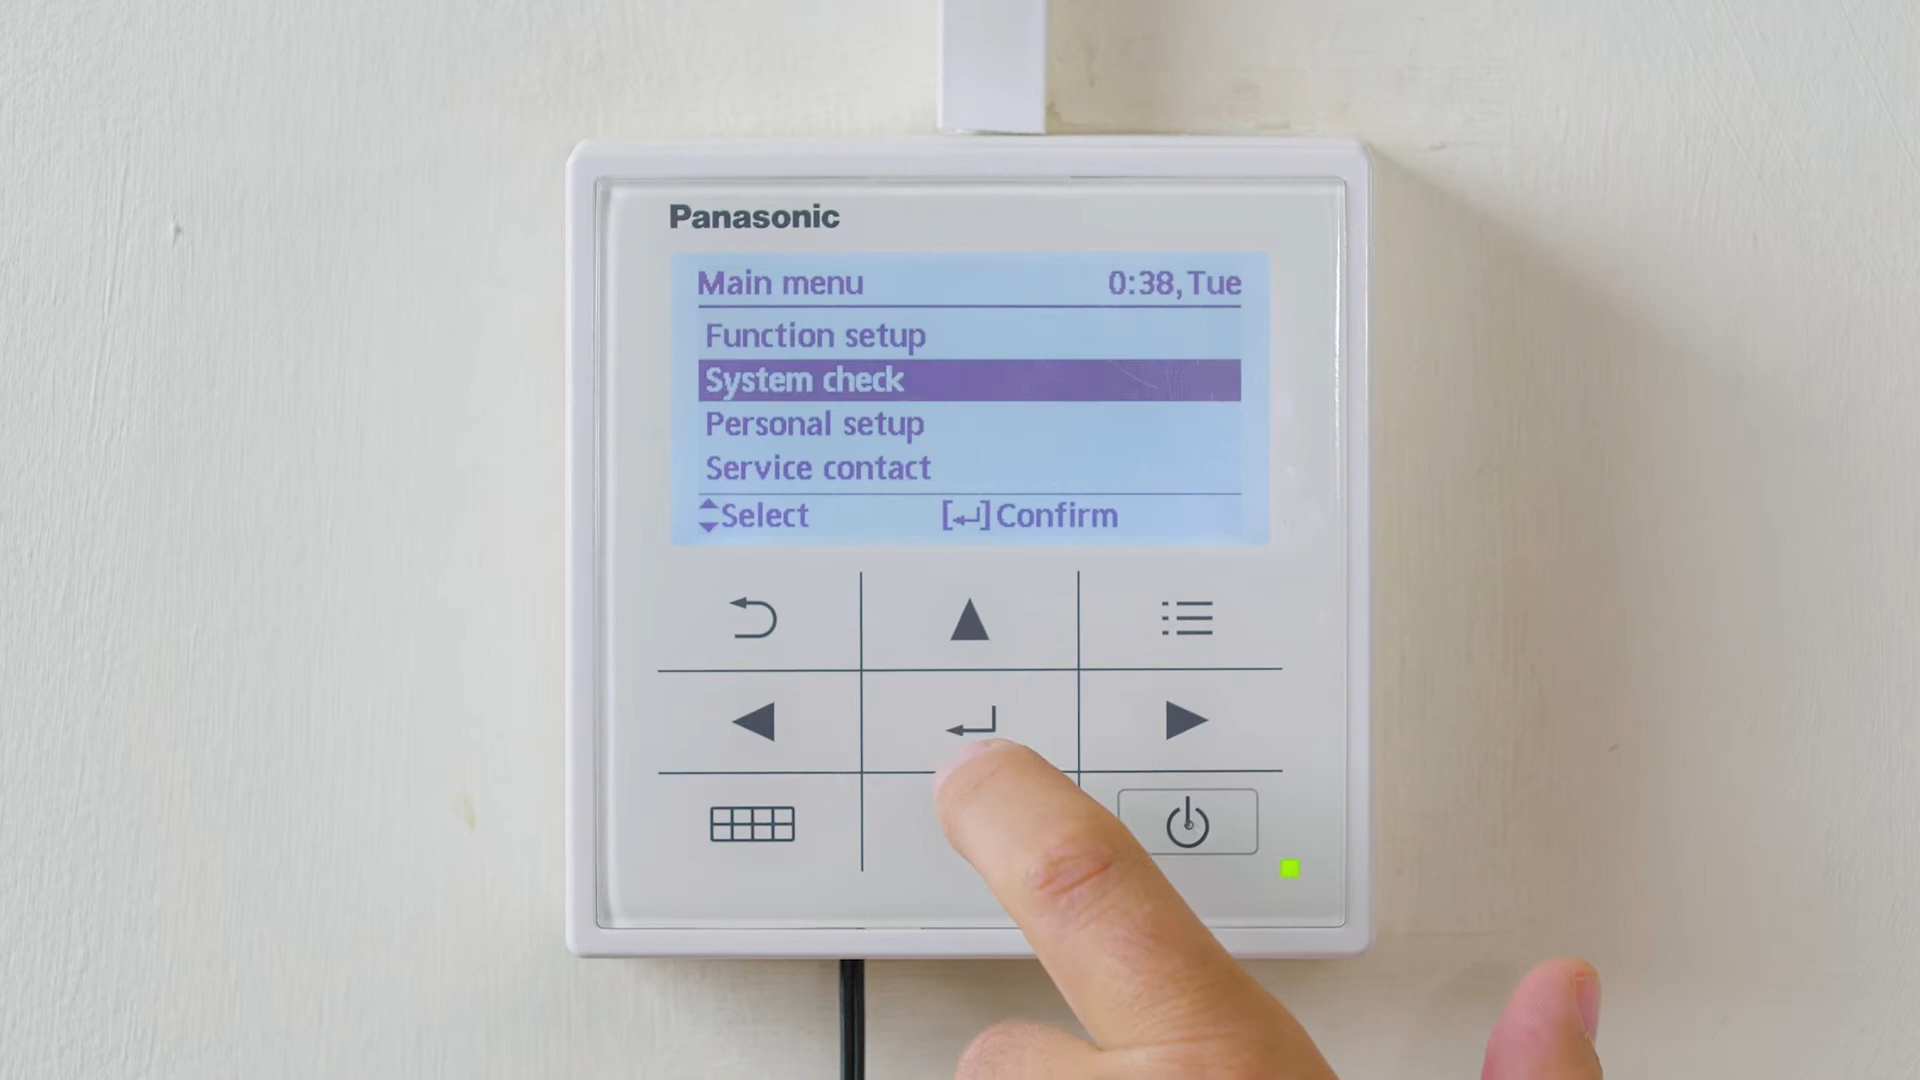 Panasonic
Main menu 0:38,Tue
Function setup
System check
Personal setup
Service contact
Select [↵]Confirm